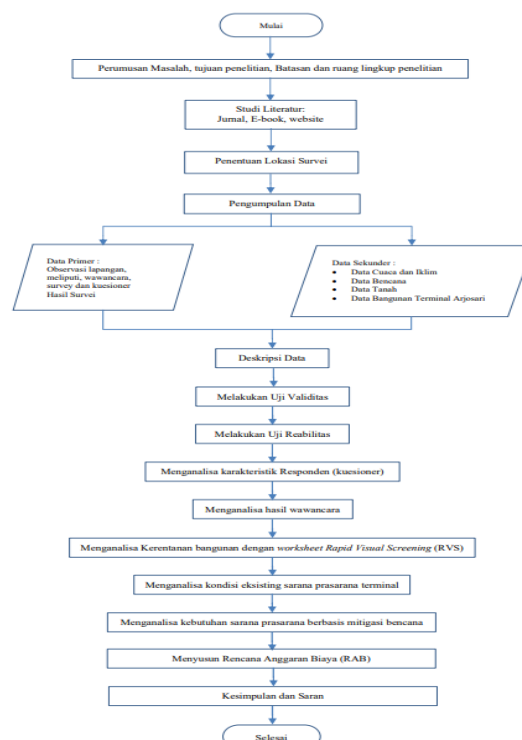 Mulai
Perumusan Masalah, tujuan penelitian, Batasan dan ruang lingkup penelitian
Studi Literatur:
Jurnal, E-book, website
Penentuan Lokasi Survei
Pengumpulan Data
Data Primer :
Observasi lapangan,
meliputi, wawancara,
survey dan kuesioner
Hasil Survei
Data Sekunder :
• Data Cuaca dan Iklim
• Data Bencana
• Data Tanah
• Data Bangunan Terminal Arjosari
Deskripsi Data
Melakukan Uji Validitas
Melakukan Uji Reabilitas
Menganalisa karakteristik Responden (kuesioner)
Menganalisa hasil wawancara
Menganalisa Kerentanan bangunan dengan worksheet Rapid Visual Screening (RVS)
Menganalisa kondisi eksisting sarana prasarana terminal
Menganalisa kebutuhan sarana prasarana berbasis mitigasi bencana
Menyusun Rencana Anggaran Biaya (RAB)
Kesimpulan dan Saran
Selesai